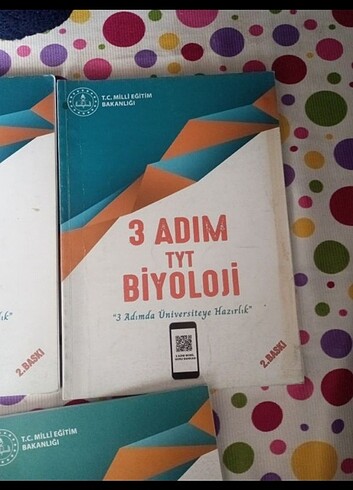 T.C. MİLLİ EĞİTİM
BAKANLIĞI
3 ADIM
TYT
BİYOLOJİ
"3 Adımda Üniversiteye Hazırlık"
2.BASKI
2.BASKI
T.C. MİLLİ EĞİTİM
BAKANLIĞI